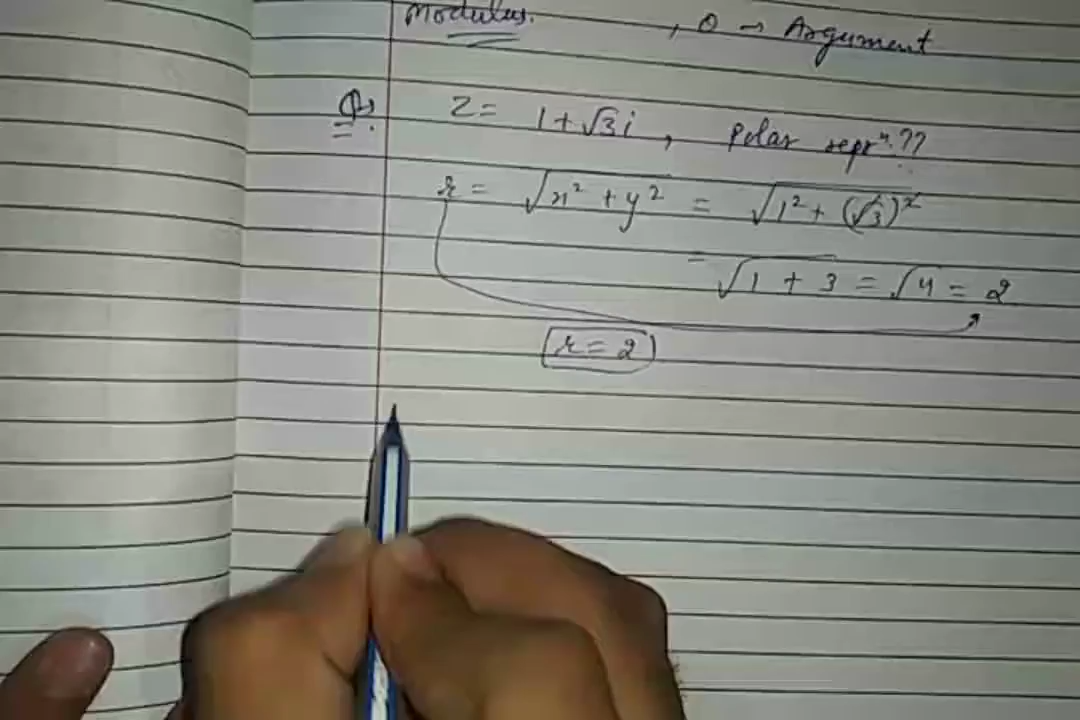 Modulus. , θ → Argument
Q. Z = 1 + √3i , Polar repr^n. ??
r = √x² + y² = √1² + (√3)²
= √1 + 3 = √4 = 2
r = 2